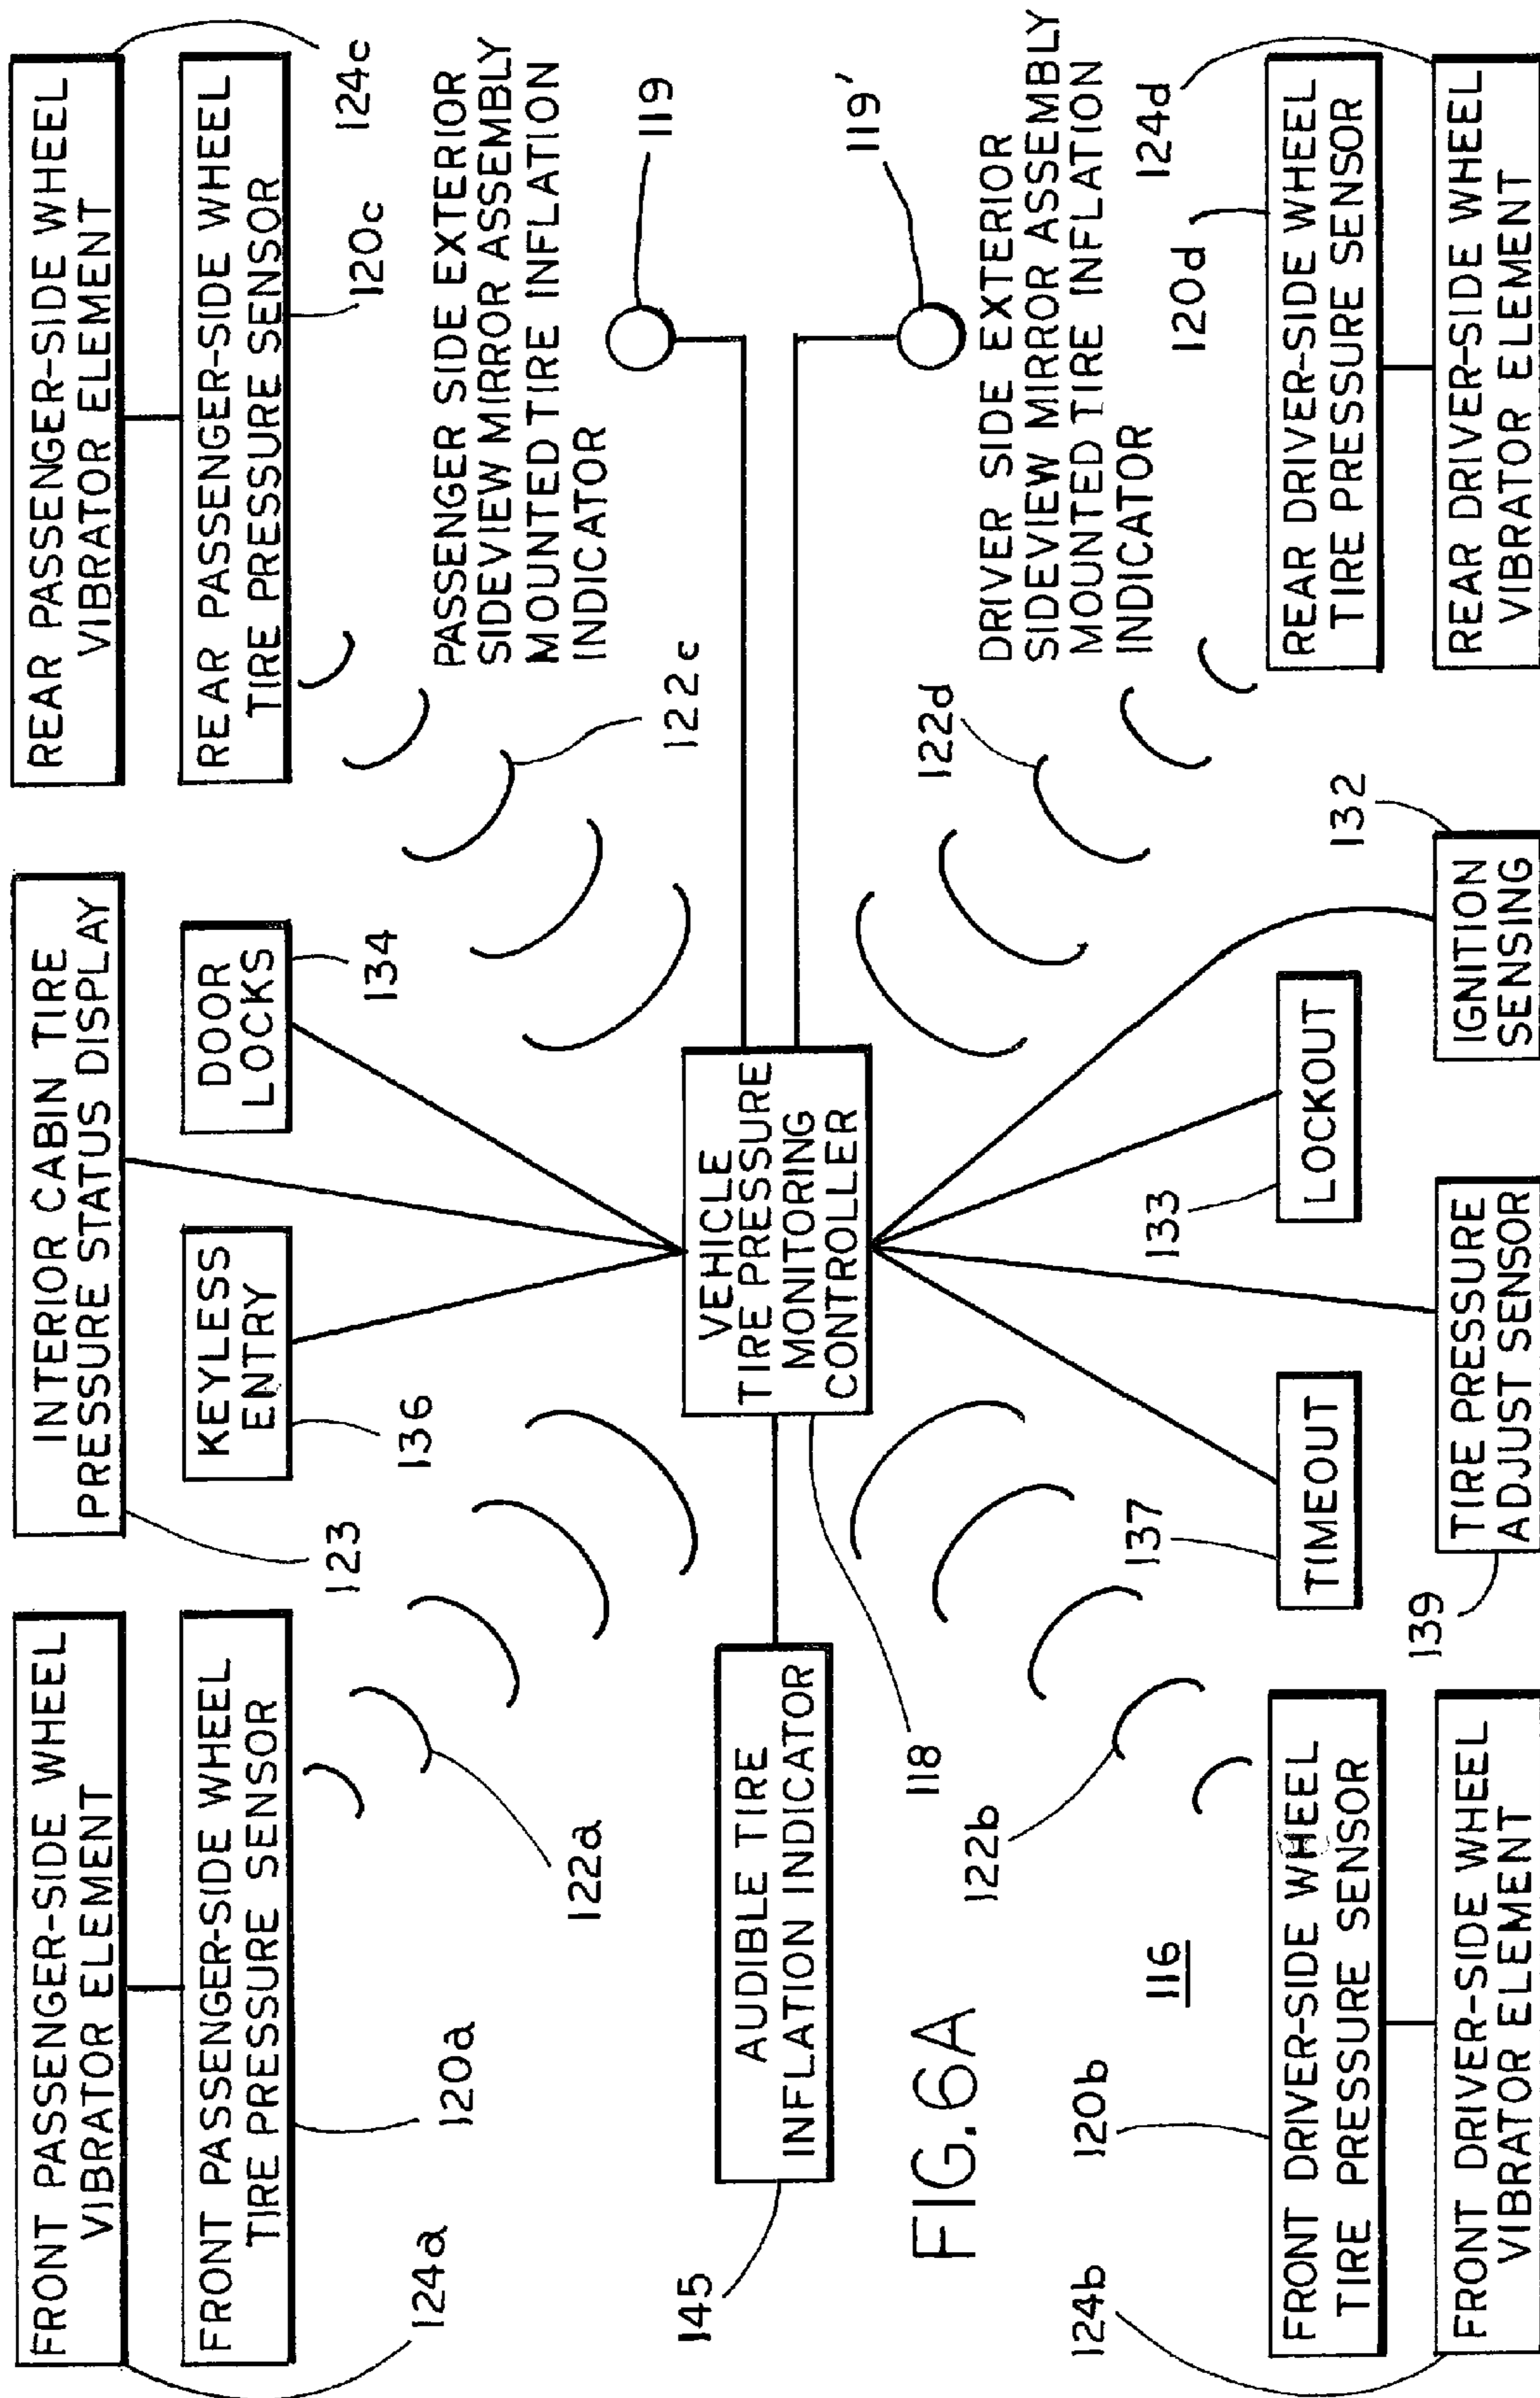 FRONT PASSENGER-SIDE WHEEL
VIBRATOR ELEMENT
124a
FRONT PASSENGER-SIDE WHEEL
TIRE PRESSURE SENSOR
120a
122a
INTERIOR CABIN TIRE
PRESSURE STATUS DISPLAY
123
KEYLESS
ENTRY
136
DOOR
LOCKS
134
REAR PASSENGER-SIDE WHEEL
VIBRATOR ELEMENT
124c
REAR PASSENGER-SIDE WHEEL
TIRE PRESSURE SENSOR
120c
PASSENGER SIDE EXTERIOR
SIDEVIEW MIRROR ASSEMBLY
MOUNTED TIRE INFLATION
INDICATOR
122c
119
145
AUDIBLE TIRE
INFLATION INDICATOR
VEHICLE
TIRE PRESSURE
MONITORING
CONTROLLER
118
119'
FIG.6A
122b
122d
DRIVER SIDE EXTERIOR
SIDEVIEW MIRROR ASSEMBLY
MOUNTED TIRE INFLATION
INDICATOR
116
120b
124b
FRONT DRIVER-SIDE WHEEL
TIRE PRESSURE SENSOR
FRONT DRIVER-SIDE WHEEL
VIBRATOR ELEMENT
137
TIMEOUT
139
TIRE PRESSURE
ADJUST SENSOR
133
LOCKOUT
132
IGNITION
SENSING
120d
124d
REAR DRIVER-SIDE WHEEL
TIRE PRESSURE SENSOR
REAR DRIVER-SIDE WHEEL
VIBRATOR ELEMENT